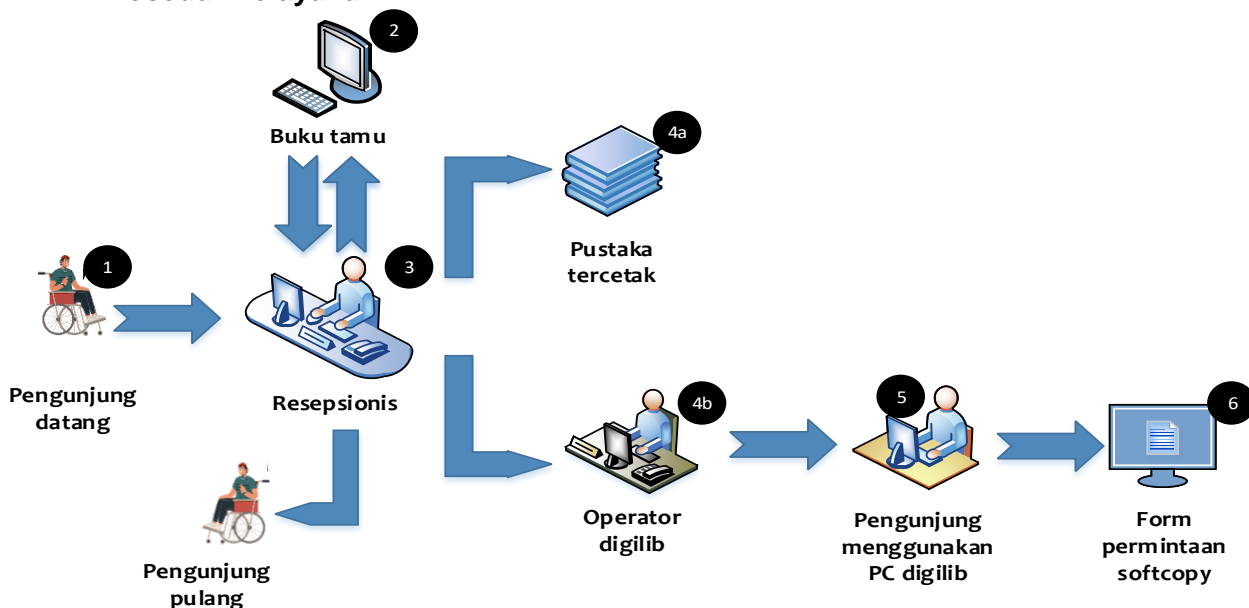 2
Buku tamu
4a
Pustaka
tercetak
1
3
Pengunjung
datang
Resepsionis
4b
5
6
Operator
digilib
Pengunjung
menggunakan
PC digilib
Form
permintaan
softcopy
Pengunjung
pulang